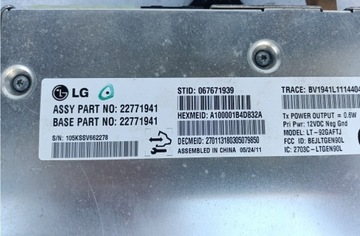 LG
ASSY PART NO: 22771941
BASE PART NO: 22771941
S/N: 105KSSV662278
STID: 067671939
HEXMEID: A100001B4D832A
DECMEID: 270113180305079850
ASSEMBLED IN CHINA 05/24/11
TRACE: BV1941L1114404
Tx POWER OUTPUT = 0.8W
Pri Pwr: 12VDC Neg Gnd
MODEL: LT-92GAFTJ
FCC ID: BEJLTGEN90L
IC: 2703C-LTGEN90L